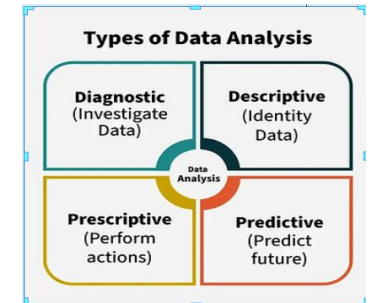 Types of Data Analysis
Diagnostic
(Investigate
Data)
Descriptive
(Identity
Data)
Data
Analysis
Prescriptive
(Perform
actions)
Predictive
(Predict
future)